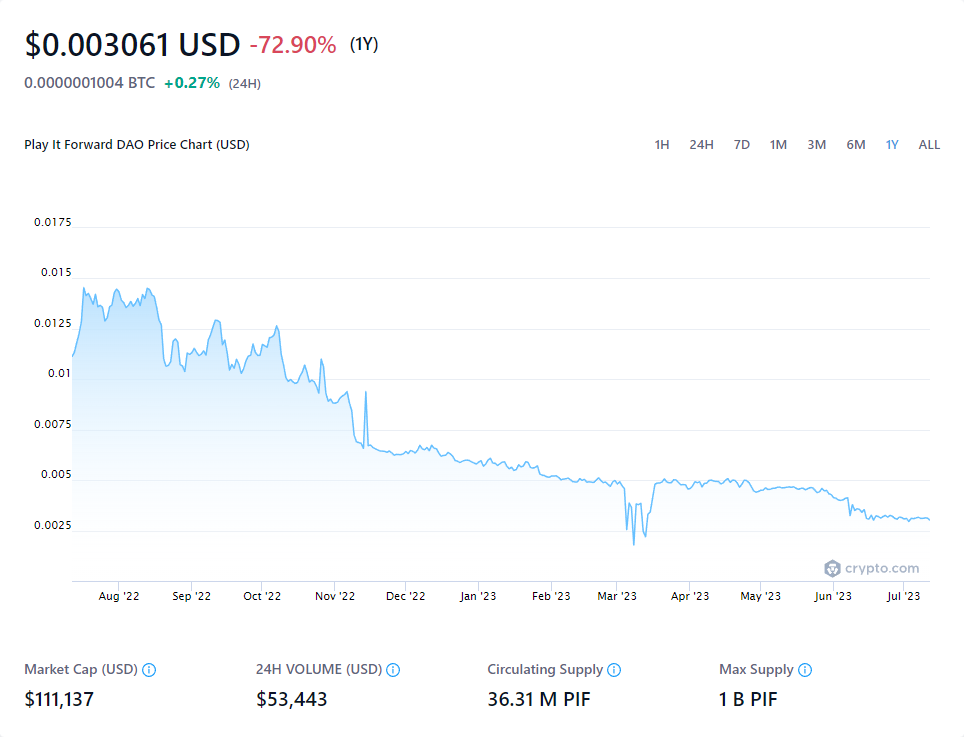 $0.003061 USD -72.90% (1Y)
0.0000001004 BTC +0.27% (24H)
Play It Forward DAO Price Chart (USD) 1H 24H 7D 1M 3M 6M 1Y ALL
0.0175
0.015
0.0125
0.01
0.0075
0.005
0.0025
crypto.com
Aug '22 Sep '22 Oct '22 Nov '22 Dec '22 Jan '23 Feb '23 Mar '23 Apr '23 May '23 Jun '23 Jul '23
Market Cap (USD) 24H VOLUME (USD) Circulating Supply Max Supply
$111,137 $53,443 36.31 M PIF 1 B PIF